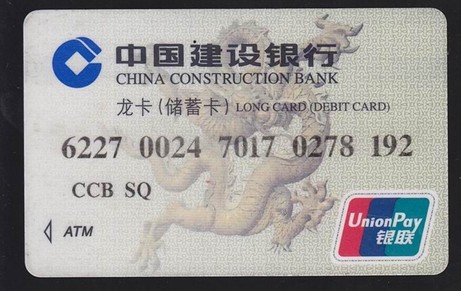 中国建设银行
CHINA CONSTRUCTION BANK
龙卡(储蓄卡) LONG CARD (DEBIT CARD)
6227 0024 7017 0278 192
CCB SQ
ATM
UnionPay
银联